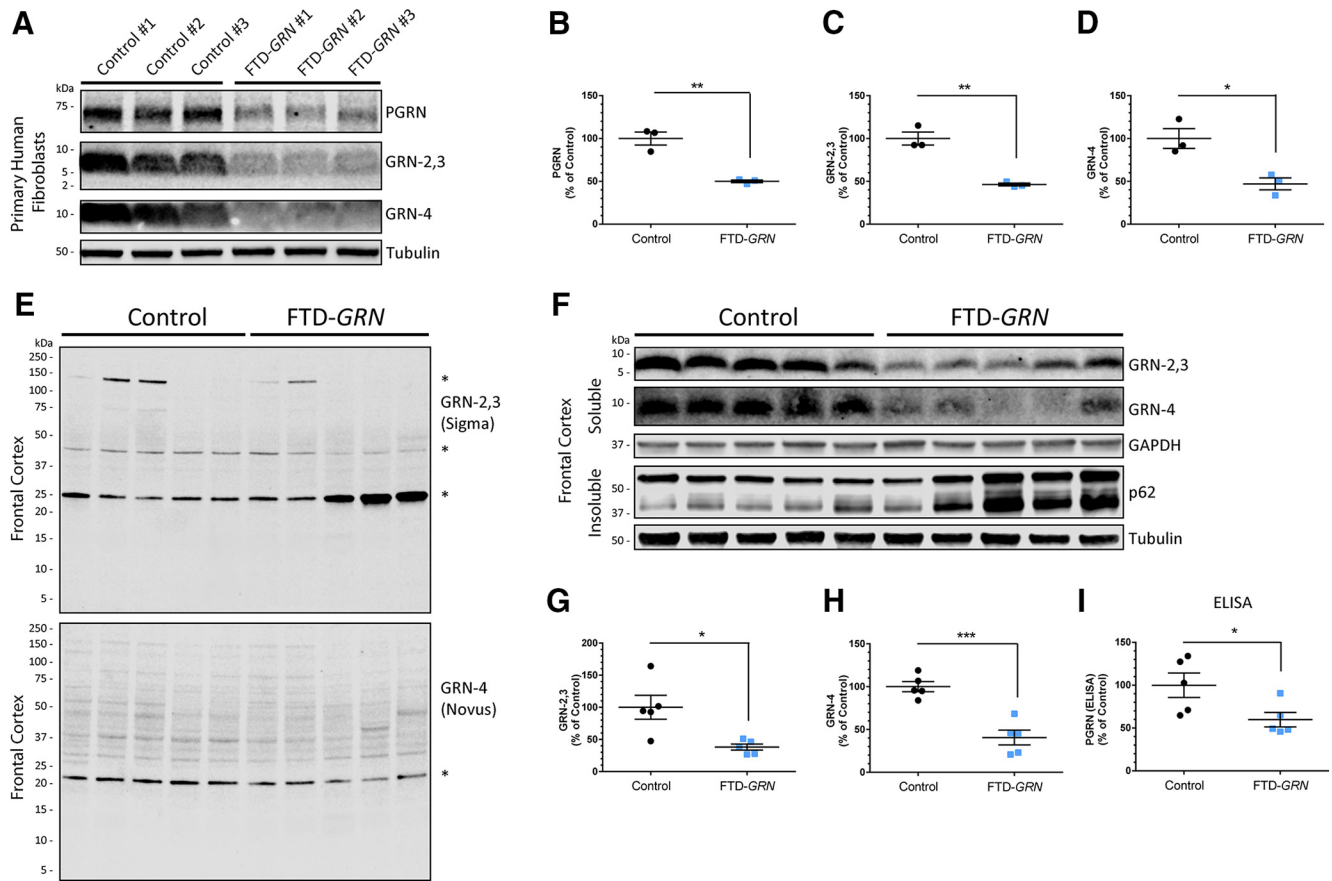 A
Control #1
Control #2
Control #3
FTD-GRN #1
FTD-GRN #2
FTD-GRN #3
kDa
75 -
PGRN
10 -
5 -
2 -
GRN-2,3
10 -
GRN-4
50 -
Tubulin
Primary Human
Fibroblasts
B
**
150
100
50
0
PGRN
(% of Control)
Control
FTD-GRN
C
**
150
100
50
0
GRN-2,3
(% of Control)
Control
FTD-GRN
D
*
150
100
50
0
GRN-4
(% of Control)
Control
FTD-GRN
E
Control
FTD-GRN
kDa
250 -
150 -
100 -
75 -
50 -
37 -
25 -
20 -
15 -
10 -
5 -
Frontal Cortex
*
GRN-2,3
(Sigma)
*
*
250 -
150 -
100 -
75 -
50 -
37 -
25 -
20 -
15 -
10 -
5 -
Frontal Cortex
GRN-4
(Novus)
*
F
Control
FTD-GRN
kDa
10 -
5 -
GRN-2,3
10 -
GRN-4
37 -
GAPDH
50 -
37 -
p62
50 -
Tubulin
Frontal Cortex
Soluble
Insoluble
G
*
200
150
100
50
0
GRN-2,3
(% of Control)
Control
FTD-GRN
H
***
150
100
50
0
GRN-4
(% of Control)
Control
FTD-GRN
I
ELISA
*
150
100
50
0
PGRN (ELISA)
(% of Control)
Control
FTD-GRN